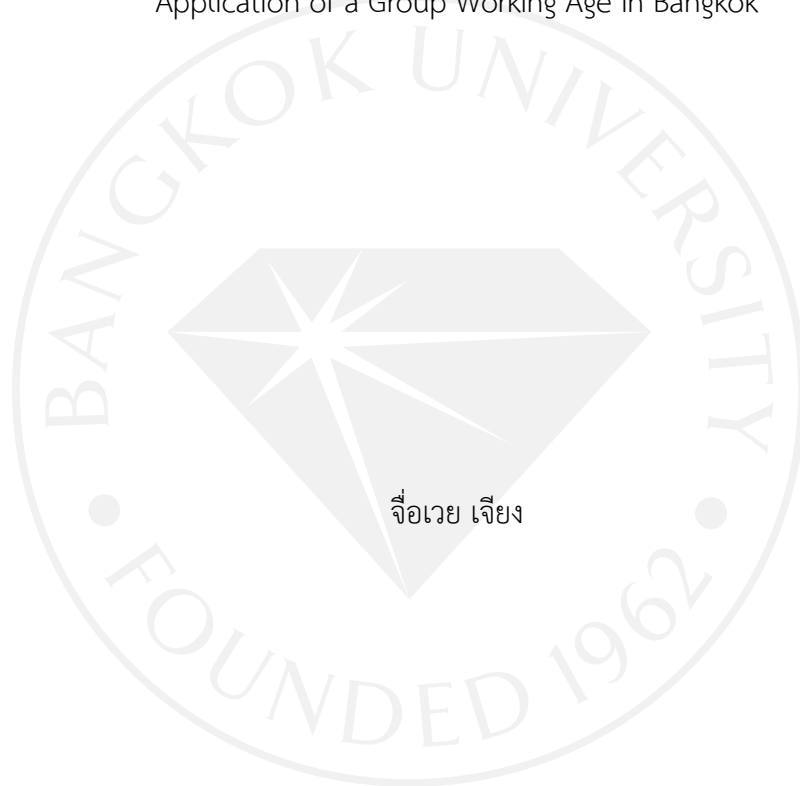 Application of a Group Working Age in Bangkok
BANGKOK UNIVERSITY
จื่อเวย เจียง
FOUNDED 1962